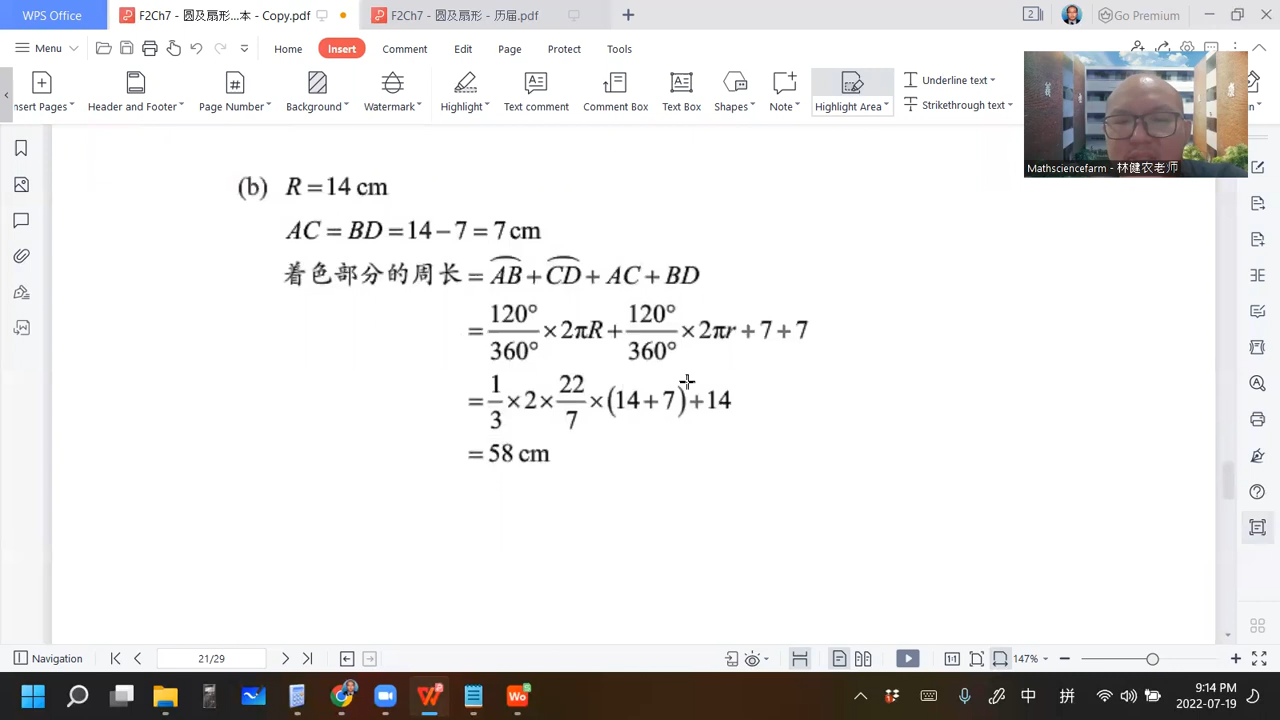 WPS Office
F2Ch7 - 圆及扇形...本 - Copy.pdf
F2Ch7 - 圆及扇形 - 历届.pdf
2
Go Premium
Menu
Home
Insert
Comment
Edit
Page
Protect
Tools
nsert Pages
Header and Footer
Page Number
Background
Watermark
Highlight
Text comment
Comment Box
Text Box
Shapes
Note
Highlight Area
Underline text
Strikethrough text
Mathsciencefarm - 林健农老师
(b) R = 14 cm
AC = BD = 14 − 7 = 7 cm
着色部分的周长 = AB + CD + AC + BD
= 120°/360° × 2πR + 120°/360° × 2πr + 7 + 7
= 1/3 × 2 × 22/7 × (14 + 7) + 14
= 58 cm
Navigation
21/29
147%
中
拼
9:14 PM
2022-07-19